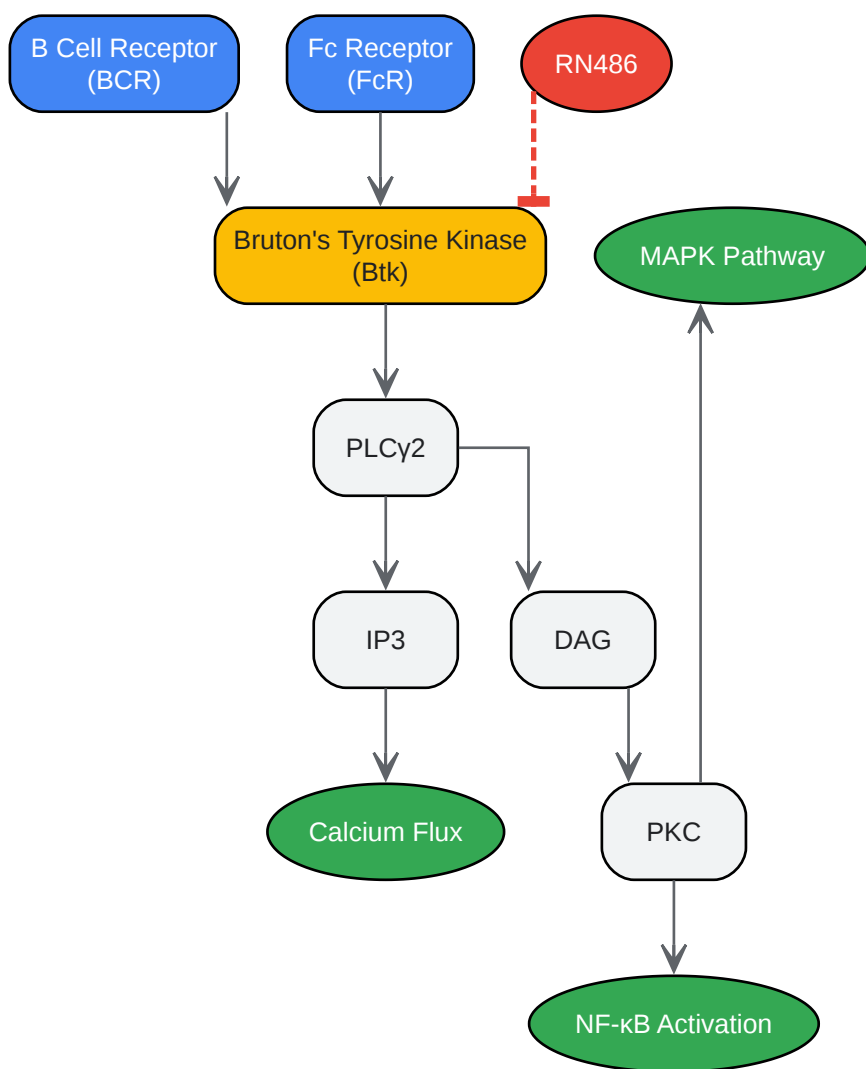 B Cell Receptor
(BCR)
Fc Receptor
(FcR)
RN486
Bruton's Tyrosine Kinase
(Btk)
MAPK Pathway
PLCγ2
IP3
DAG
Calcium Flux
PKC
NF-κB Activation